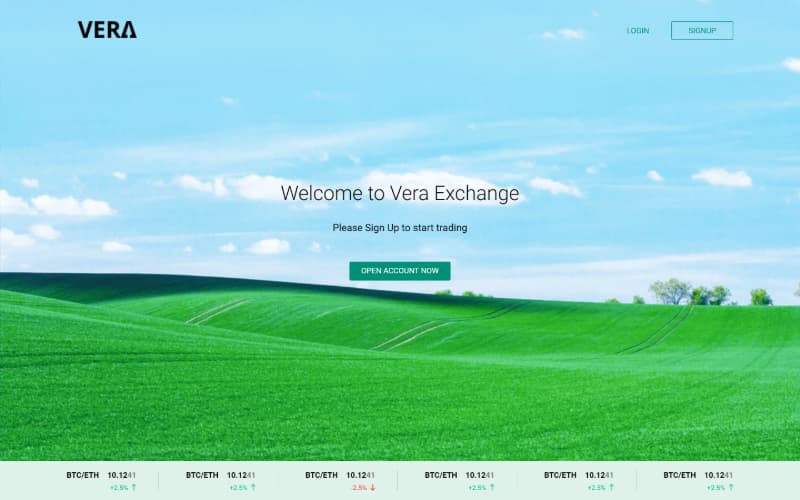 VERA
LOGIN
SIGNUP
Welcome to Vera Exchange
Please Sign Up to start trading
OPEN ACCOUNT NOW
BTC/ETH 10.1241
+2.5% ↑
BTC/ETH 10.1241
+2.5% ↑
BTC/ETH 10.1241
-2.5% ↓
BTC/ETH 10.1241
+2.5% ↑
BTC/ETH 10.1241
+2.5% ↑
BTC/ETH 10.1241
+2.5% ↑